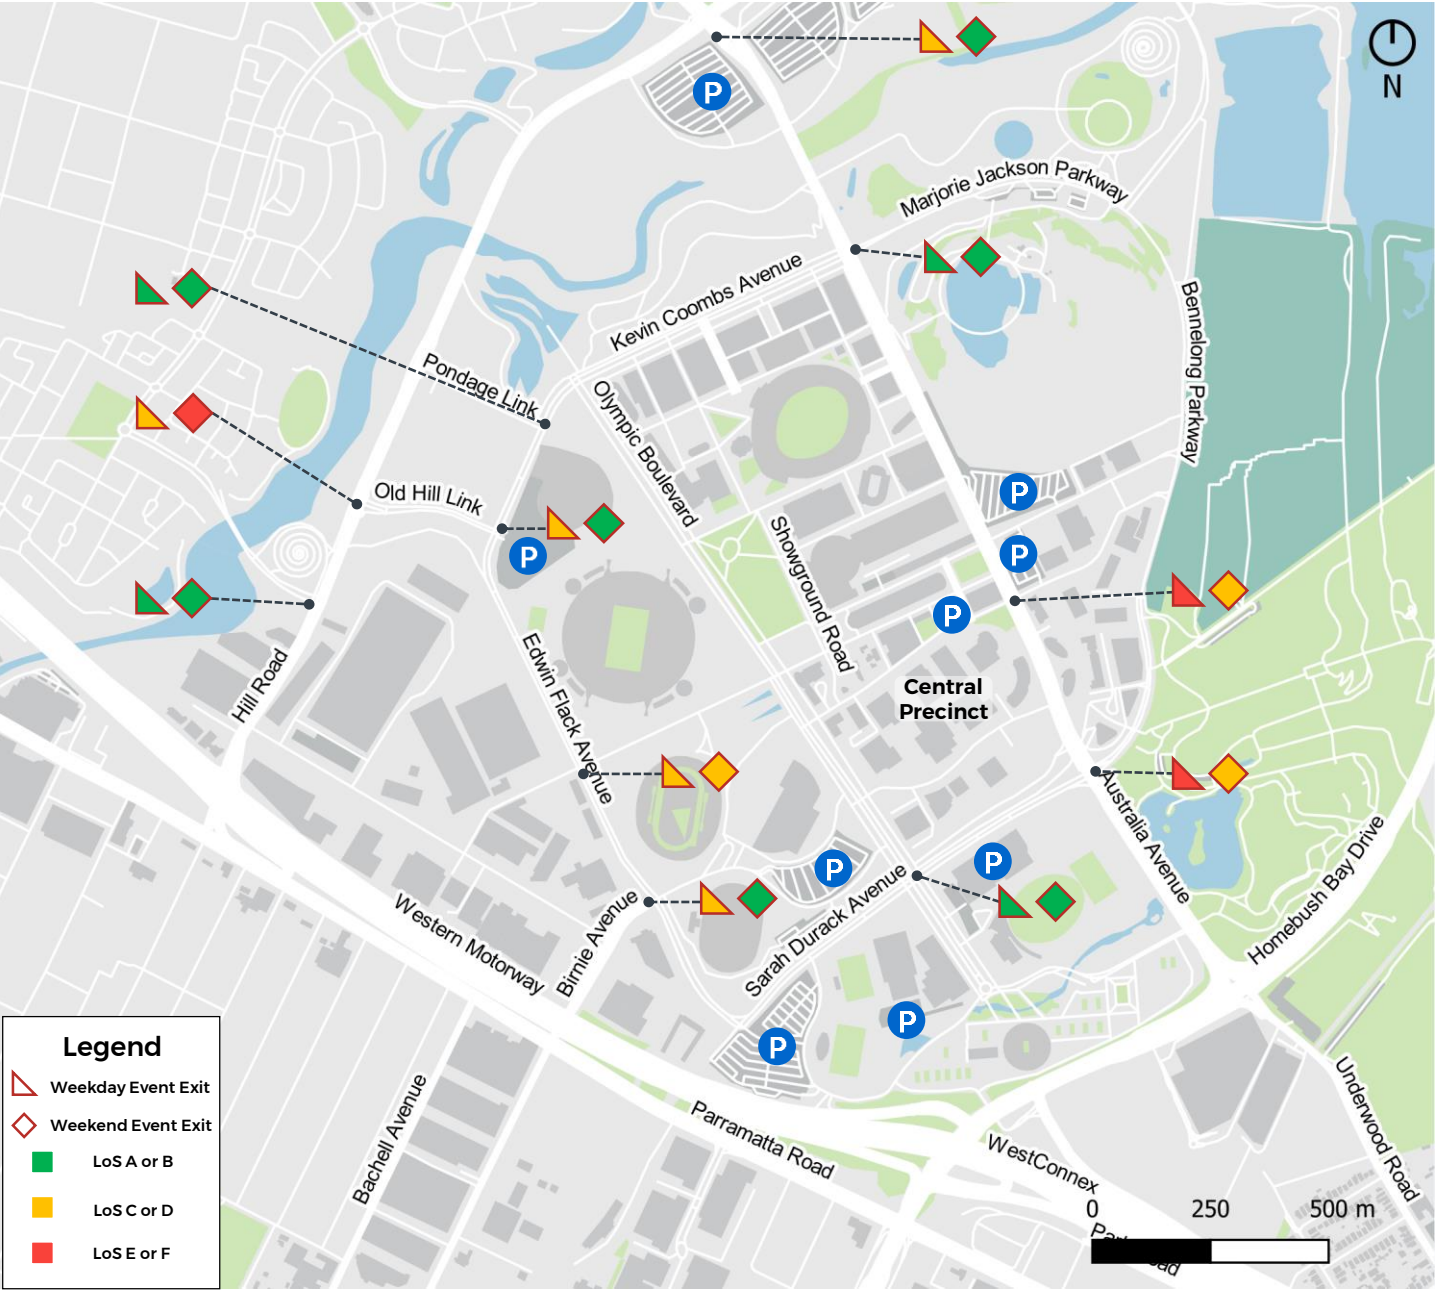 P
N
Marjorie Jackson Parkway
Kevin Coombs Avenue
Bennelong Parkway
Pondage Link
Olympic Boulevard
Old Hill Link
P
P
P
Showground Road
P
Edwin Flack Avenue
Hill Road
Central
Precinct
Australia Avenue
P
P
Sarah Durack Avenue
Homebush Bay Drive
Western Motorway
Birnie Avenue
P
P
Legend
Weekday Event Exit
Weekend Event Exit
LoS A or B
LoS C or D
LoS E or F
Bachell Avenue
Parramatta Road
WestConnex
Underwood Road
0 250 500 m